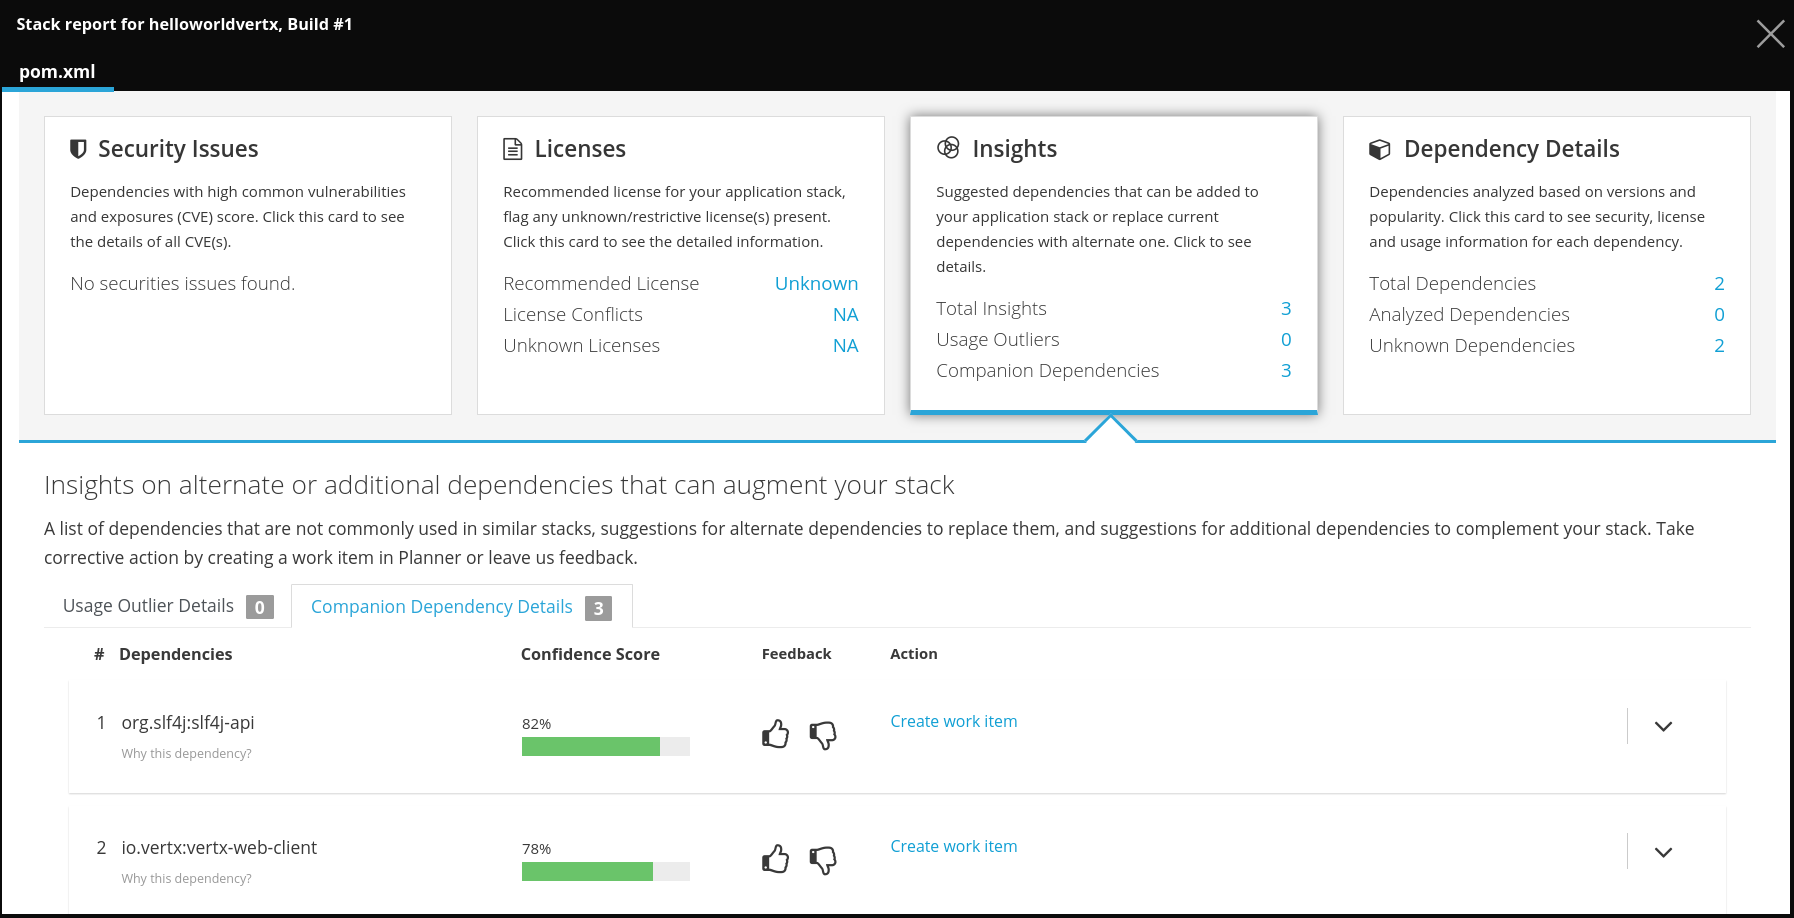 Stack report for helloworldvertx, Build #1
pom.xml
Security Issues
Dependencies with high common vulnerabilities
and exposures (CVE) score. Click this card to see
the details of all CVE(s).
No securities issues found.
Licenses
Recommended license for your application stack,
flag any unknown/restrictive license(s) present.
Click this card to see the detailed information.
Recommended License Unknown
License Conflicts NA
Unknown Licenses NA
Insights
Suggested dependencies that can be added to
your application stack or replace current
dependencies with alternate one. Click to see
details.
Total Insights 3
Usage Outliers 0
Companion Dependencies 3
Dependency Details
Dependencies analyzed based on versions and
popularity. Click this card to see security, license
and usage information for each dependency.
Total Dependencies 2
Analyzed Dependencies 0
Unknown Dependencies 2
Insights on alternate or additional dependencies that can augment your stack
A list of dependencies that are not commonly used in similar stacks, suggestions for alternate dependencies to replace them, and suggestions for additional dependencies to complement your stack. Take
corrective action by creating a work item in Planner or leave us feedback.
Usage Outlier Details 0 Companion Dependency Details 3
# Dependencies Confidence Score Feedback Action
1 org.slf4j:slf4j-api 82% Create work item
Why this dependency?
2 io.vertx:vertx-web-client 78% Create work item
Why this dependency?